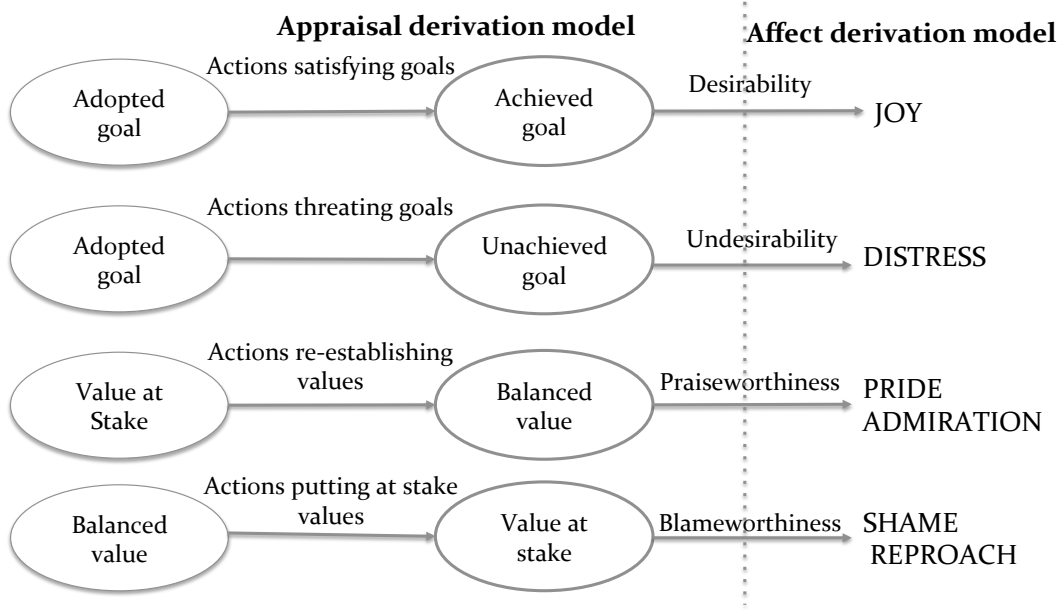 Appraisal derivation model
Affect derivation model
Actions satisfying goals
Adopted
goal
Achieved
goal
Desirability
JOY
Actions threating goals
Adopted
goal
Unachieved
goal
Undesirability
DISTRESS
Actions re-establishing
values
Value at
Stake
Balanced
value
Praiseworthiness
PRIDE
ADMIRATION
Actions putting at stake
values
Balanced
value
Value at
stake
Blameworthiness
SHAME
REPROACH